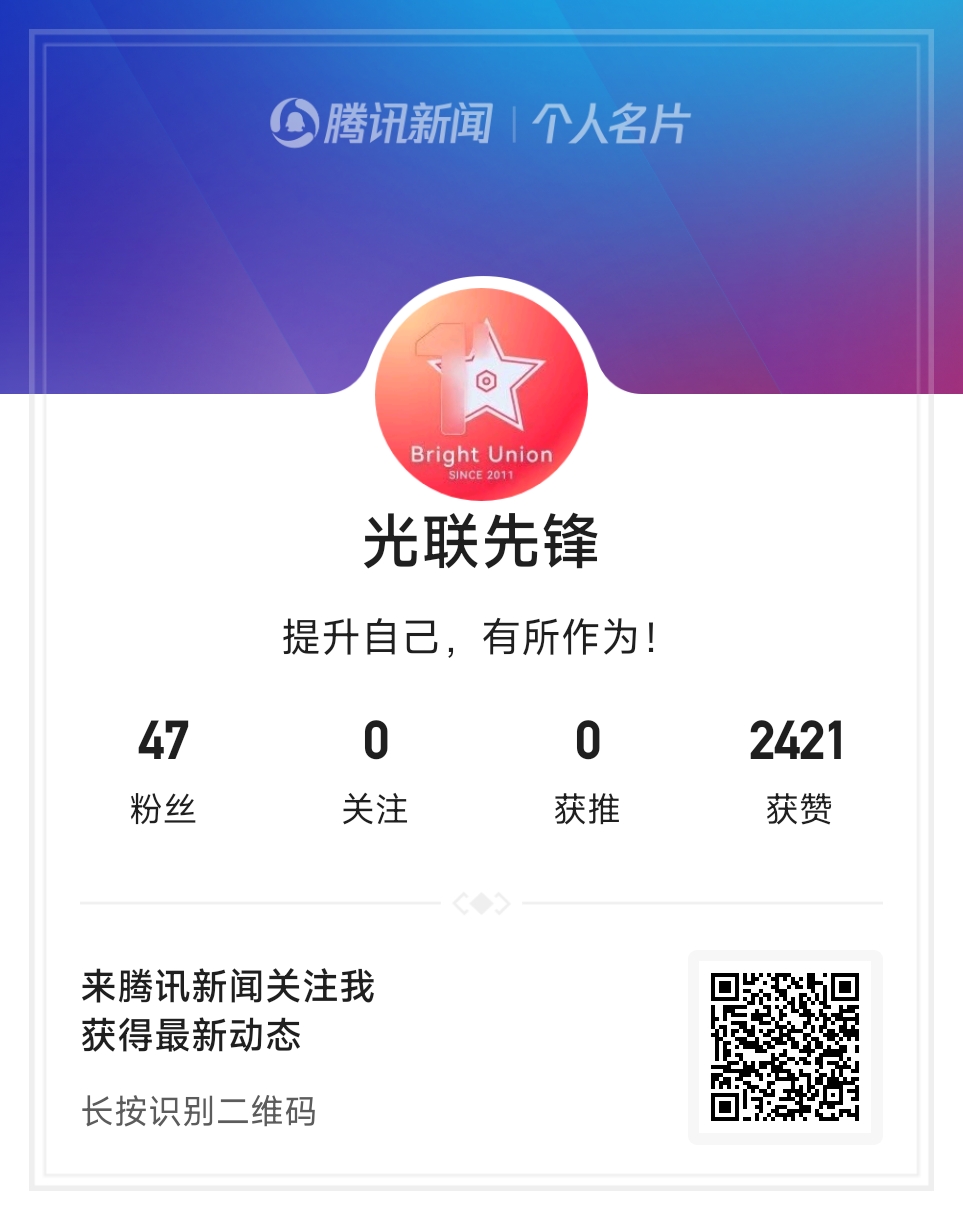 腾讯新闻 | 个人名片
1
Bright Union
SINCE 2011
光联先锋
提升自己，有所作为！
47 0 0 2421
粉丝 关注 获推 获赞
来腾讯新闻关注我
获得最新动态
长按识别二维码